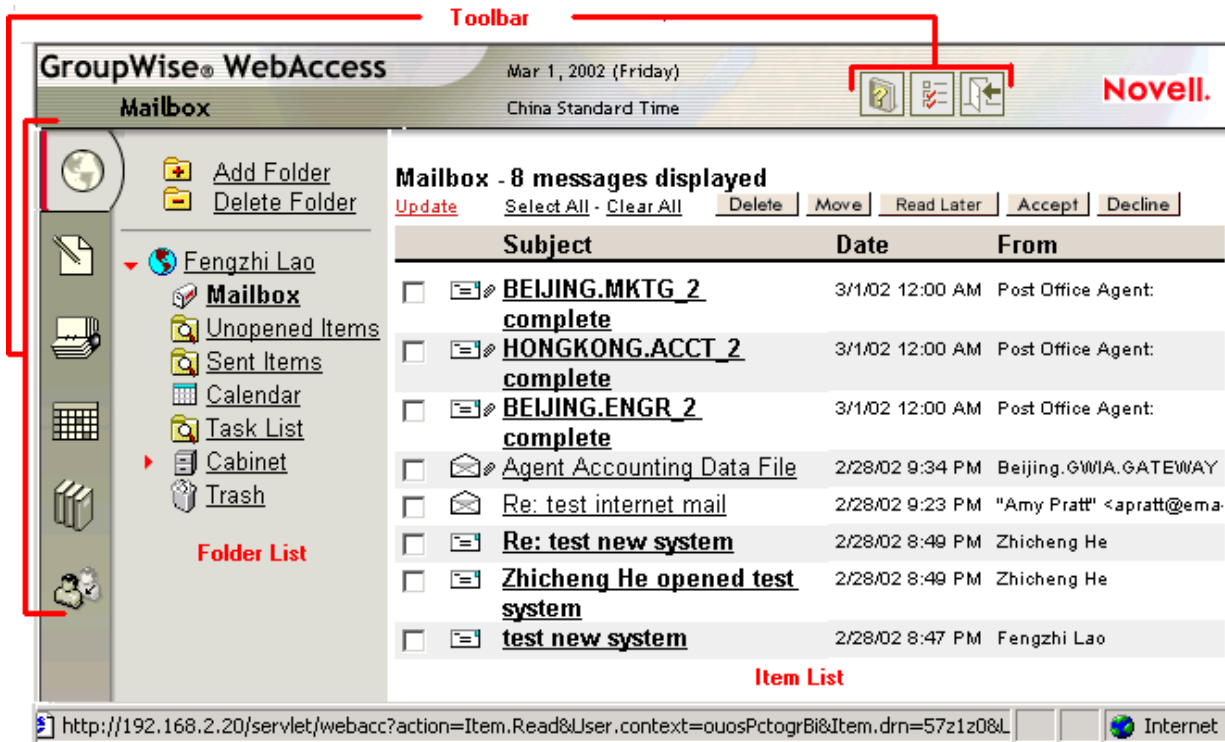 Toolbar
GroupWise® WebAccess
Mar 1, 2002 (Friday)
Novell.
Mailbox
China Standard Time
Add Folder
Delete Folder
Fengzhi Lao
Mailbox
Unopened Items
Sent Items
Calendar
Task List
Cabinet
Trash
Folder List
Mailbox - 8 messages displayed
Update Select All - Clear All Delete Move Read Later Accept Decline
Subject Date From
BEIJING.MKTG_2 3/1/02 12:00 AM Post Office Agent:
complete
HONGKONG.ACCT_2 3/1/02 12:00 AM Post Office Agent:
complete
BEIJING.ENGR_2 3/1/02 12:00 AM Post Office Agent:
complete
Agent Accounting Data File 2/28/02 9:34 PM Beijing.GWIA.GATEWAY
Re: test internet mail 2/28/02 9:23 PM "Amy Pratt" <apratt@ema
Re: test new system 2/28/02 8:49 PM Zhicheng He
Zhicheng He opened test 2/28/02 8:49 PM Zhicheng He
system
test new system 2/28/02 8:47 PM Fengzhi Lao
Item List
http://192.168.2.20/servlet/webacc?action=Item.Read&User.context=ouosPctogrBi&Item.drn=57z1z0&L Internet